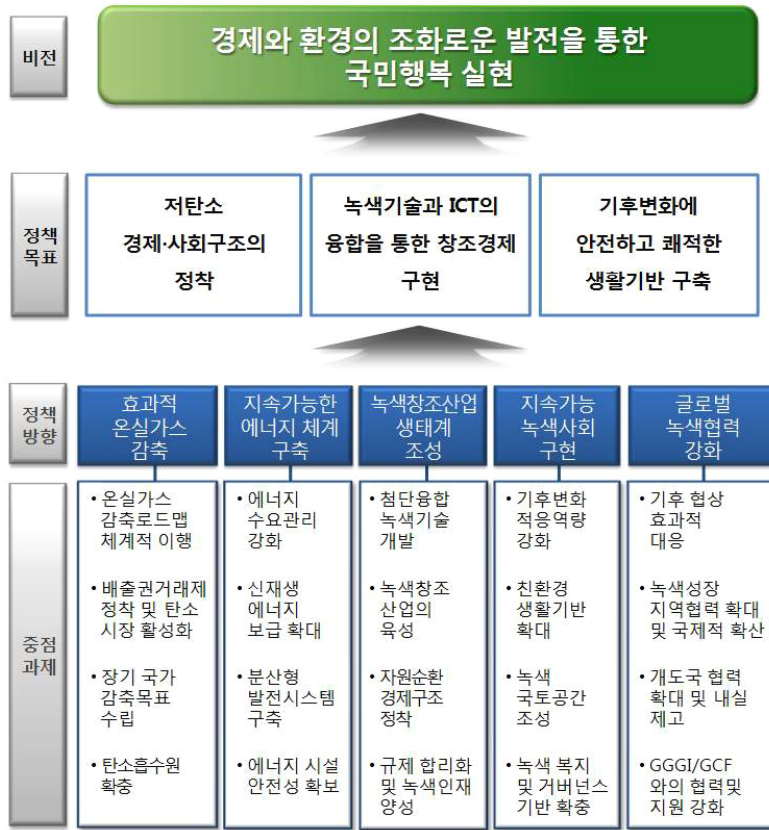 비전
경제와 환경의 조화로운 발전을 통한
국민행복 실현
정책
목표
저탄소
경제·사회구조의
정착
녹색기술과 ICT의
융합을 통한 창조경제
구현
기후변화에
안전하고 쾌적한
생활기반 구축
정책
방향
효과적
온실가스
감축
지속가능한
에너지 체계
구축
녹색창조산업
생태계
조성
지속가능
녹색사회
구현
글로벌
녹색협력
강화
중점
과제
• 온실가스
감축로드맵
체계적 이행
• 배출권거래제
정착 및 탄소
시장 활성화
• 장기 국가
감축목표
수립
• 탄소흡수원
확충
• 에너지
수요관리
강화
• 신재생
에너지
보급 확대
• 분산형
발전시스템
구축
• 에너지 시설
안전성 확보
• 첨단융합
녹색기술
개발
• 녹색창조
산업의
육성
• 자원순환
경제구조
정착
• 규제 합리화
및 녹색인재
양성
• 기후변화
적응역량
강화
• 친환경
생활기반
확대
• 녹색
국토공간
조성
• 녹색 복지
및 거버넌스
기반 확충
• 기후 협상
효과적
대응
• 녹색성장
지역협력 확대
및 국제적 확산
• 개도국 협력
확대 및 내실
제고
• GGGI/GCF
와의 협력및
지원 강화